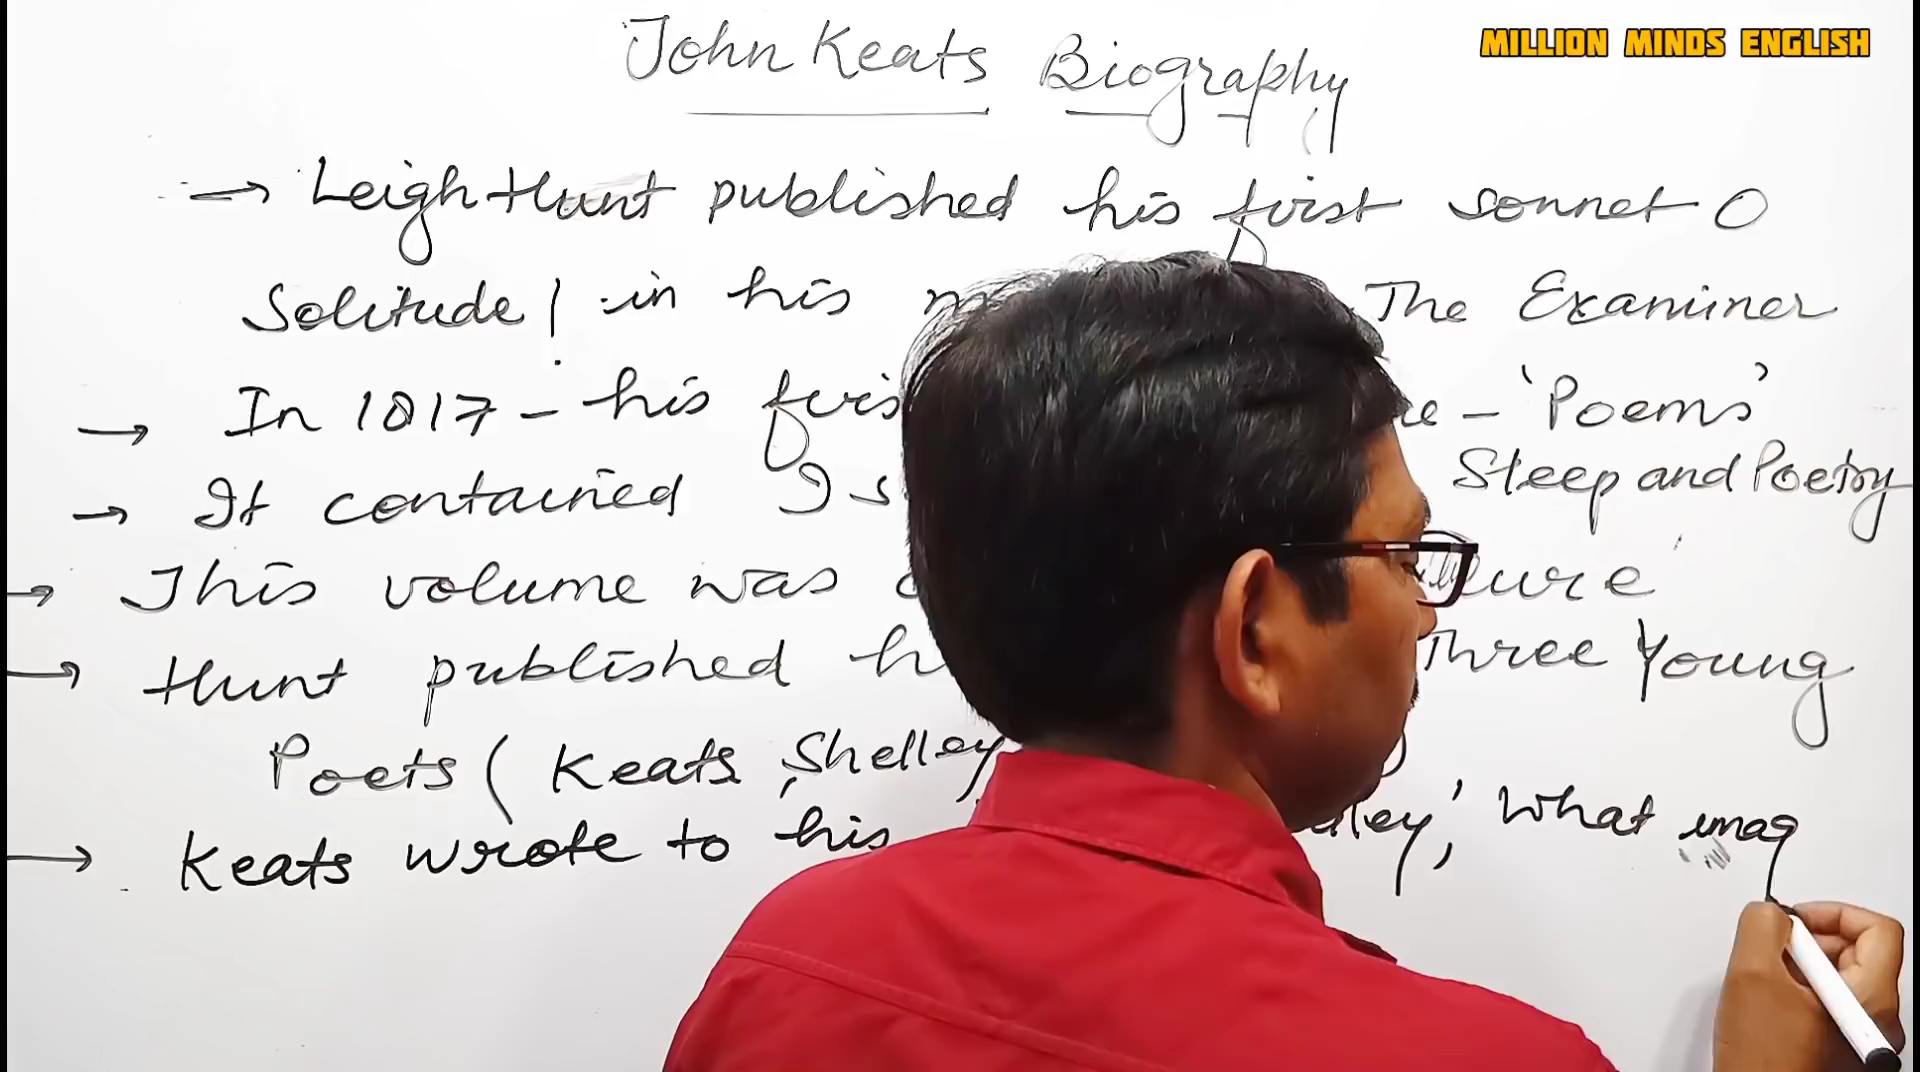 John Keats Biography
MILLION MINDS ENGLISH
→ Leigh Hunt published his first sonnet O
Solitude! in his The Examiner
→ In 1817 - his - 'Poems'
→ It contained Sleep and Poetry
→ This volume was
→ Hunt published Three Young
Poets ( Keats, Shelley
→ Keats wrote to his 'What imag